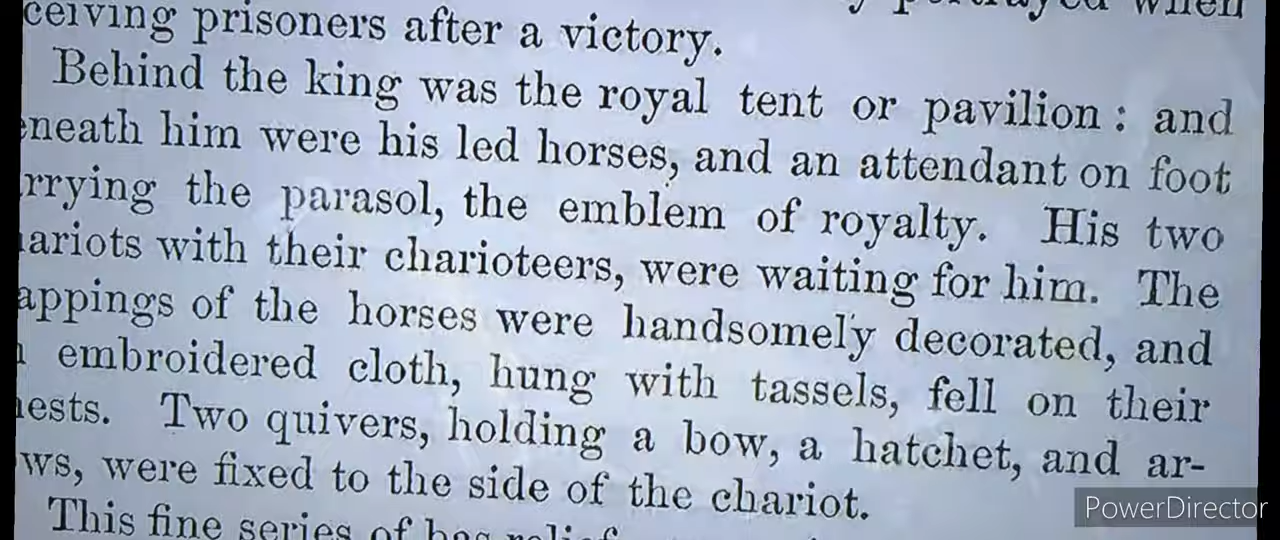 ceiving prisoners after a victory.
Behind the king was the royal tent or pavilion : and
eneath him were his led horses, and an attendant on foot
rrying the parasol, the emblem of royalty. His two
ariots with their charioteers, were waiting for him. The
appings of the horses were handsomely decorated, and
embroidered cloth, hung with tassels, fell on their
ests. Two quivers, holding a bow, a hatchet, and ar-
ws, were fixed to the side of the chariot.
This fine series of
PowerDirector